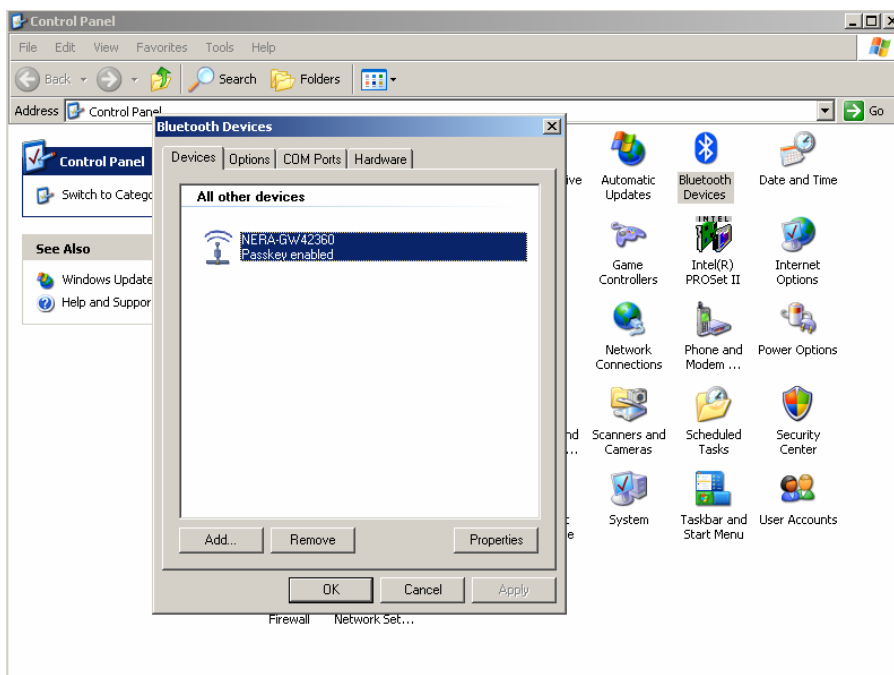 Control Panel
File Edit View Favorites Tools Help
Back Search Folders
Address Control Panel Go
Bluetooth Devices
Devices Options COM Ports Hardware
All other devices
NERA-GW42360
Passkey enabled
Add... Remove Properties
OK Cancel Apply
Control Panel
Switch to Catego
See Also
Windows Update
Help and Suppor
ive
Automatic
Updates
Bluetooth
Devices
Date and Time
Game
Controllers
INTEL
Intel(R)
PROSet II
Internet
Options
Network
Connections
Phone and
Modem ...
Power Options
nd
...
Scanners and
Cameras
Scheduled
Tasks
Security
Center
System
Taskbar and
Start Menu
User Accounts
Firewall
Network Set...